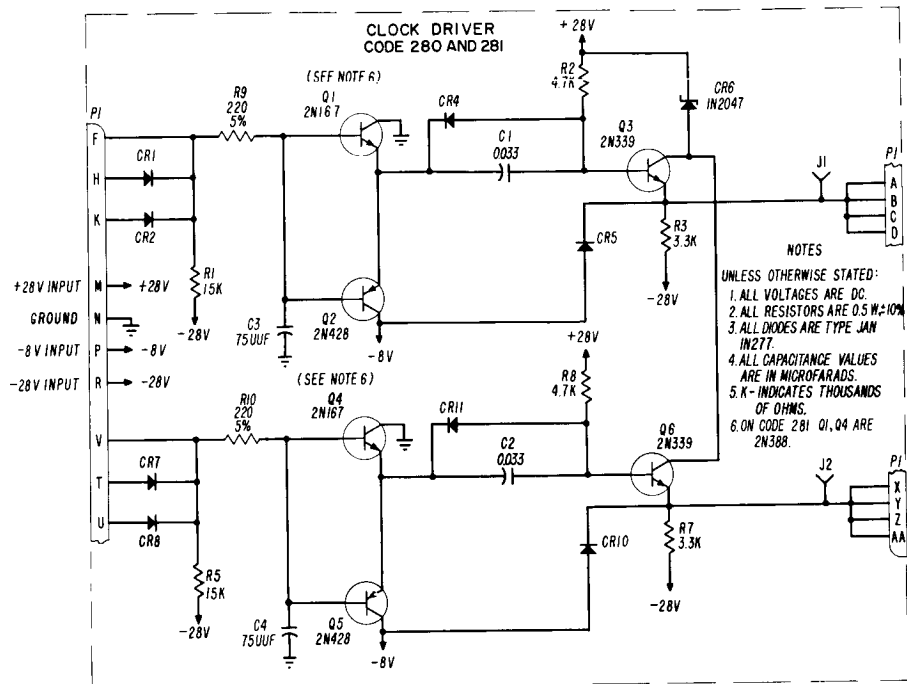 CLOCK DRIVER
CODE 280 AND 281
+28V
(SEE NOTE 6)
R2
4.7K
CR6
IN2047
R9
220
5%
Q1
2N167
CR4
P1
F
C1
0.033
Q3
2N339
J1
P1
H
CR1
A
B
C
D
K
CR2
R1
15K
-28V
CR5
R3
3.3K
-28V
NOTES
UNLESS OTHERWISE STATED:
1. ALL VOLTAGES ARE DC.
2. ALL RESISTORS ARE 0.5 W,±10%
3. ALL DIODES ARE TYPE JAN
IN277.
4. ALL CAPACITANCE VALUES
ARE IN MICROFARADS.
5. K- INDICATES THOUSANDS
OF OHMS.
6. ON CODE 281 Q1, Q4 ARE
2N388.
+28V INPUT M +28V
GROUND N
-8V INPUT P -8V
-28V INPUT R -28V
C3
75UUF
Q2
2N428
-8V
+28V
R8
4.7K
(SEE NOTE 6)
R10
220
5%
Q4
2N167
CR11
C2
0.033
Q6
2N339
V
T
CR7
U
CR8
J2
P1
X
Y
Z
AA
R5
15K
-28V
CR10
R7
3.3K
-28V
C4
75UUF
Q5
2N428
-8V